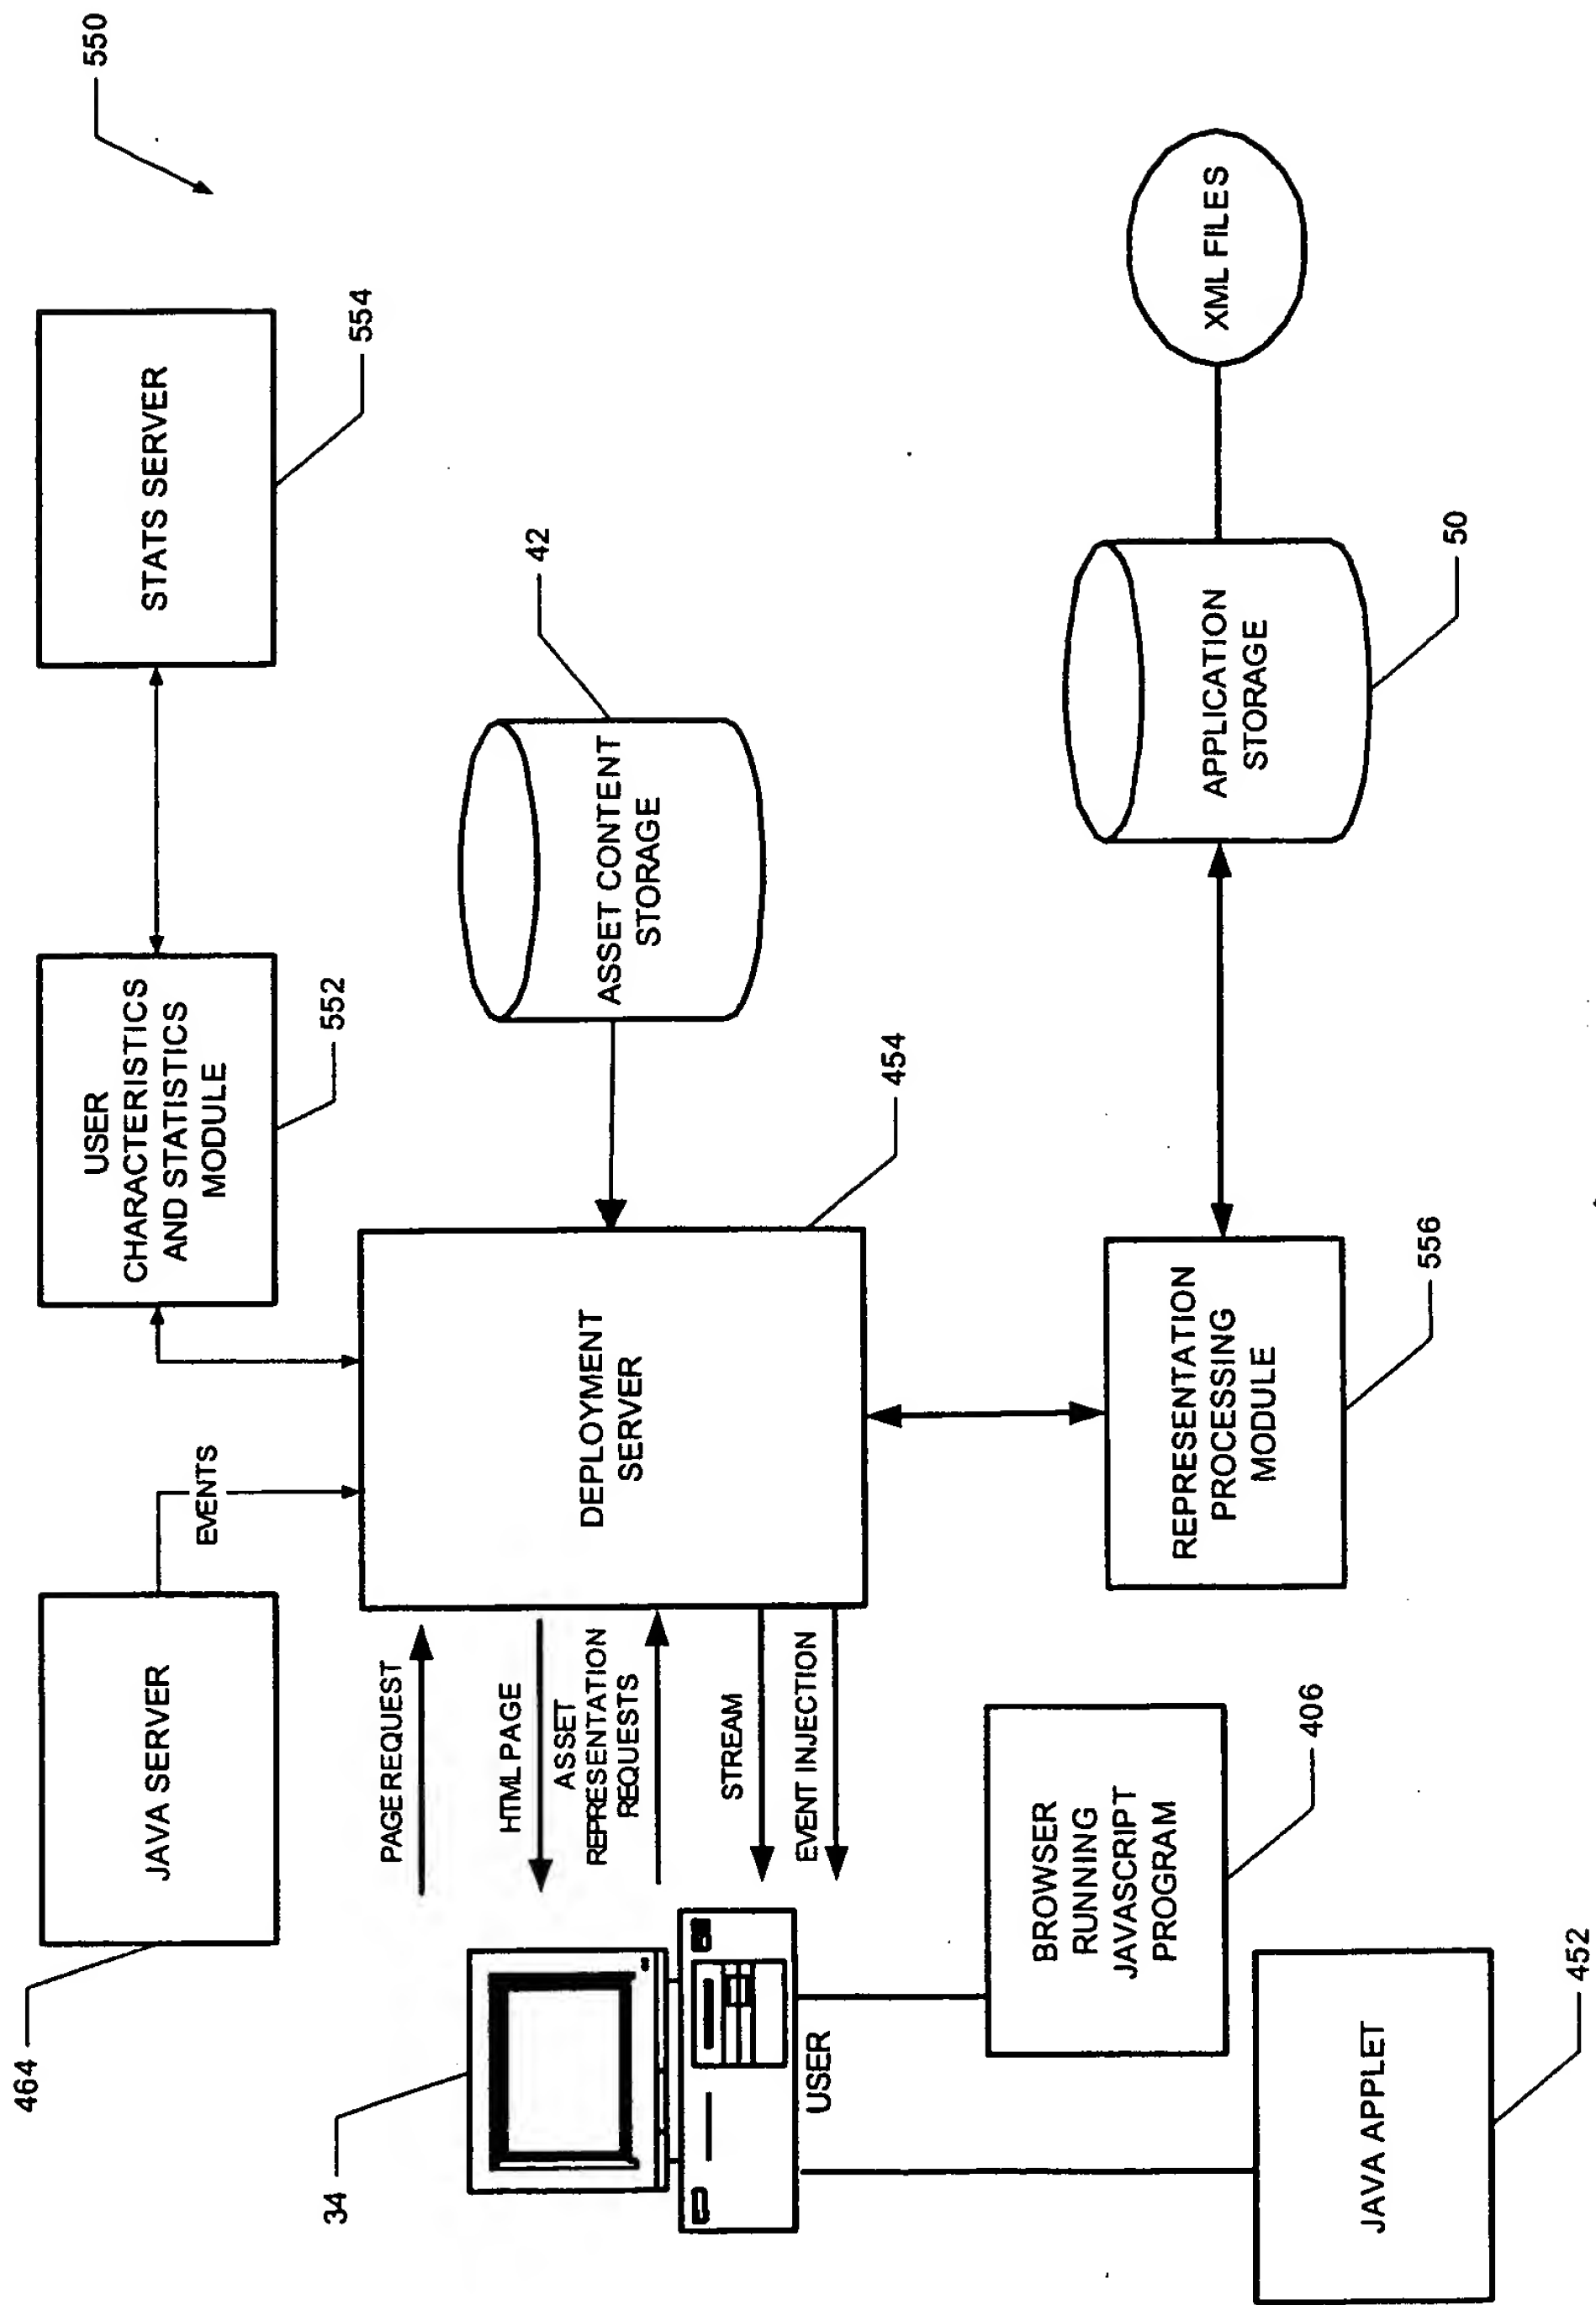 550
464
JAVA SERVER
EVENTS
USER
CHARACTERISTICS
AND STATISTICS
MODULE
552
STATS SERVER
554
34
USER
PAGE REQUEST
HTML PAGE
ASSET
REPRESENTATION
REQUESTS
STREAM
EVENT INJECTION
DEPLOYMENT
SERVER
454
ASSET CONTENT
STORAGE
42
BROWSER
RUNNING
JAVASCRIPT
PROGRAM
406
JAVA APPLET
452
REPRESENTATION
PROCESSING
MODULE
556
APPLICATION
STORAGE
50
XML FILES